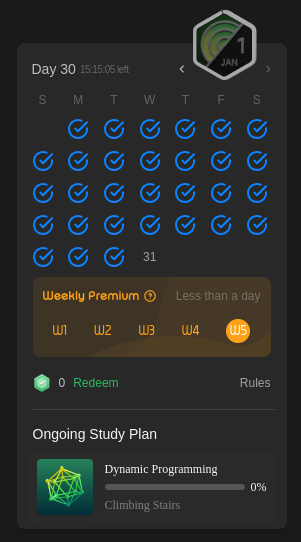 1
JAN
Day 30 15:15:05 left
S M T W T F S
31
Weekly Premium Less than a day
W1 W2 W3 W4 W5
0 Redeem Rules
Ongoing Study Plan
Dynamic Programming
0%
Climbing Stairs